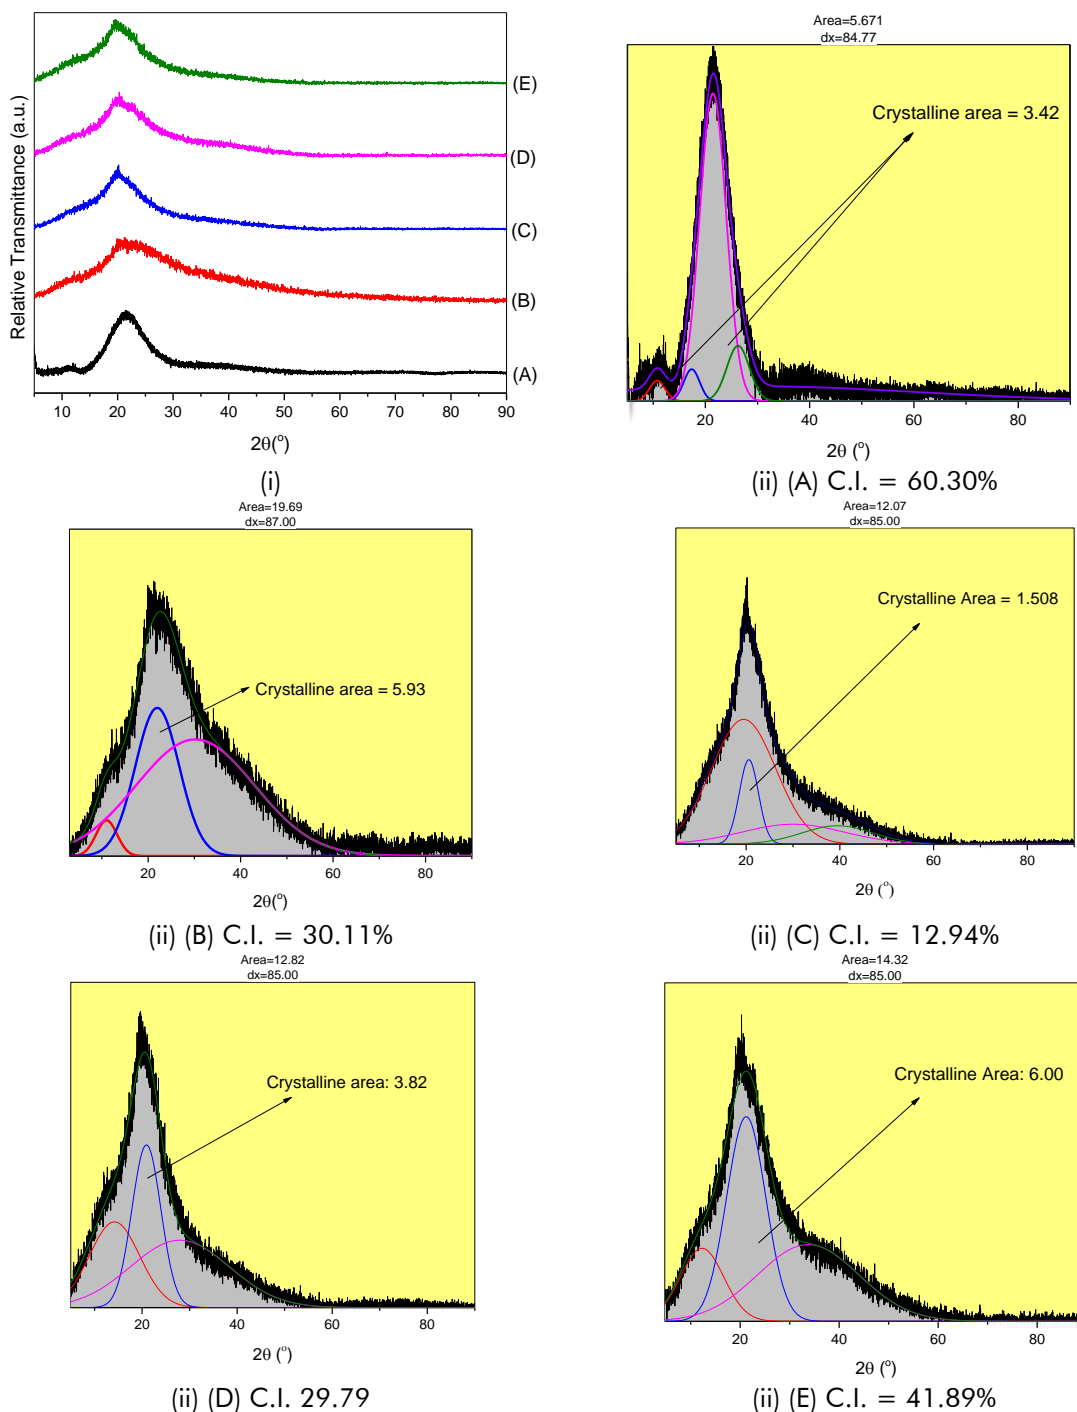 Relative Transmittance (a.u.)
(E)
(D)
(C)
(B)
(A)
10 20 30 40 50 60 70 80 90
2θ(°)
(i)
Area=5.671
dx=84.77
Crystalline area = 3.42
20 40 60 80
2θ (°)
(ii) (A) C.I. = 60.30%
Area=19.69
dx=87.00
Crystalline area = 5.93
20 40 60 80
2θ(°)
(ii) (B) C.I. = 30.11%
Area=12.07
dx=85.00
Crystalline Area = 1.508
20 40 60 80
2θ (°)
(ii) (C) C.I. = 12.94%
Area=12.82
dx=85.00
Crystalline area: 3.82
20 40 60 80
2θ (°)
(ii) (D) C.I. 29.79
Area=14.32
dx=85.00
Crystalline Area: 6.00
20 40 60 80
2θ (°)
(ii) (E) C.I. = 41.89%